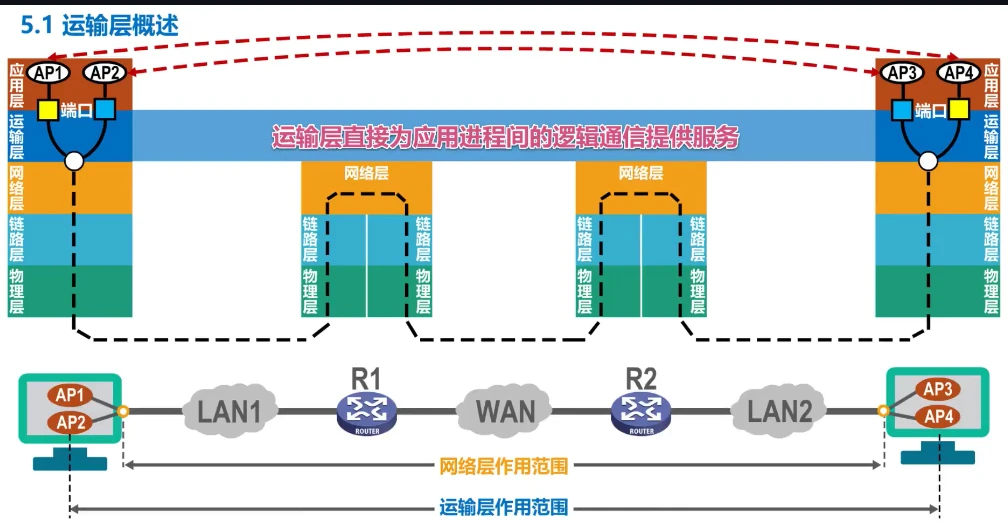 5.1 运输层概述
AP1 AP2
AP3 AP4
应用层
端口
端口
应用层
运输层
运输层直接为应用进程间的逻辑通信提供服务
运输层
网络层
网络层
网络层
网络层
链路层
链路层
链路层
链路层
链路层
链路层
物理层
物理层
物理层
物理层
物理层
物理层
AP1
AP2
LAN1
R1
ROUTER
WAN
R2
ROUTER
LAN2
AP3
AP4
网络层作用范围
运输层作用范围